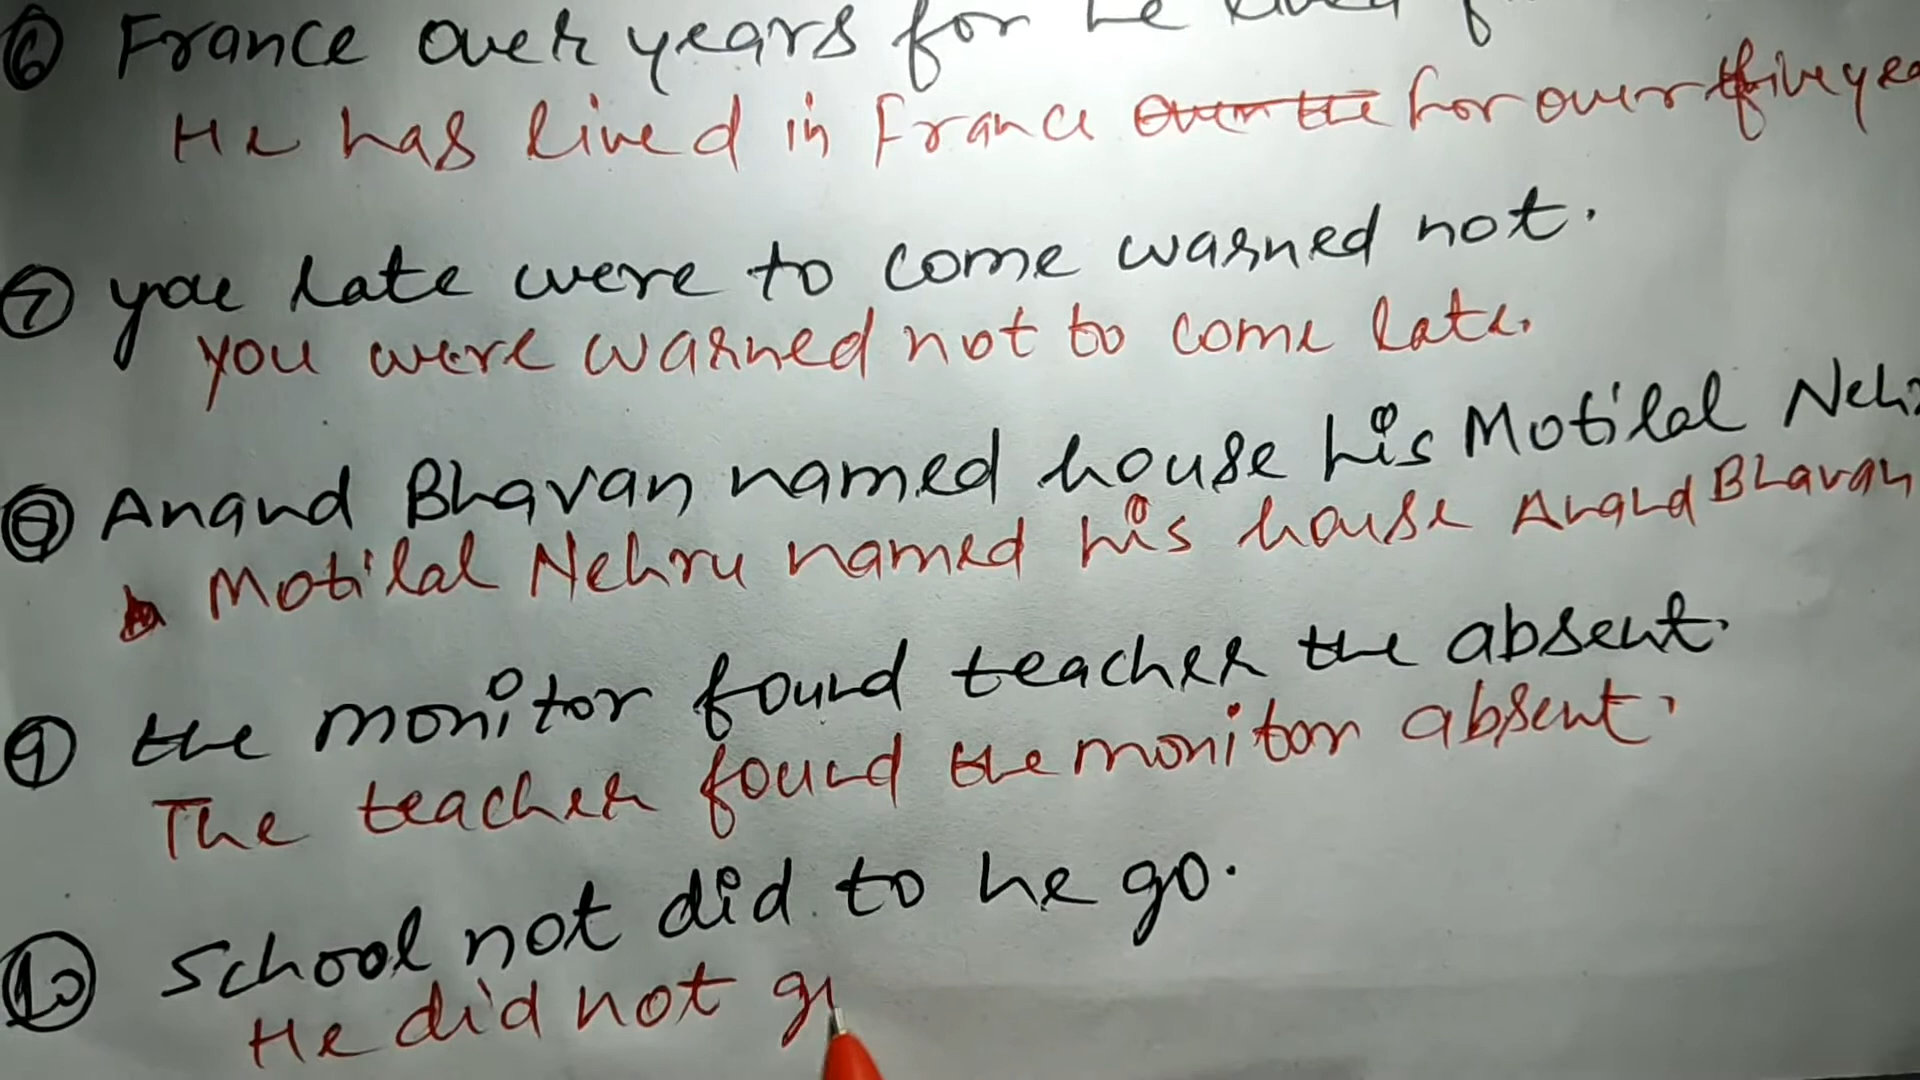 ⑥ France over years for he
He has lived in France over the for over five
⑦ you late were to come warned not.
you were warned not to come late.
⑧ Anand Bhavan named house his Motilal
Motilal Nehru named his house Anand Bhavan
⑨ the monitor found teacher the absent.
The teacher found the monitor absent.
⑩ School not did to he go.
He did not